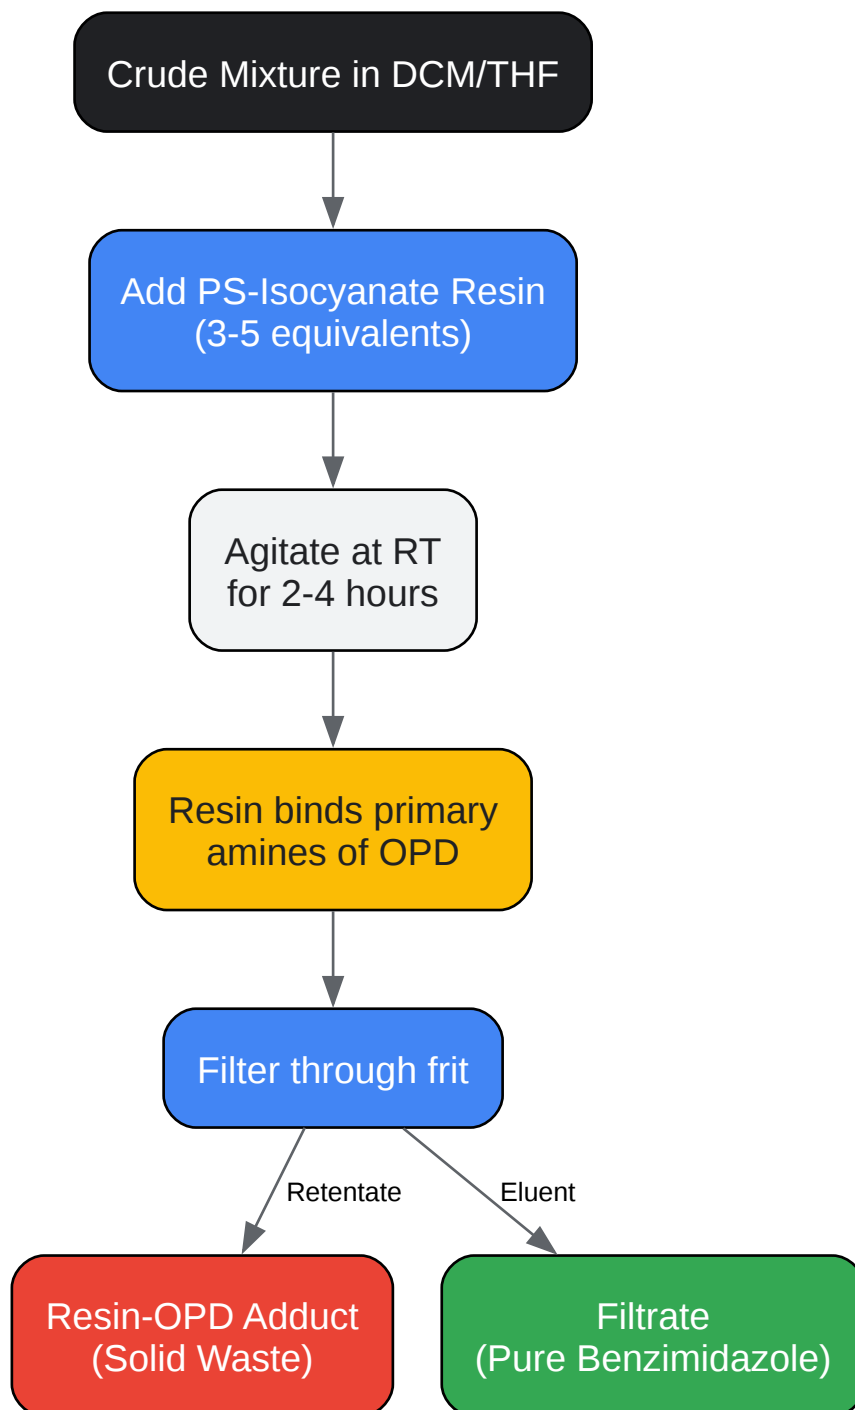 Crude Mixture in DCM/THF
Add PS-Isocyanate Resin
(3-5 equivalents)
Agitate at RT
for 2-4 hours
Resin binds primary
amines of OPD
Filter through frit
Retentate
Eluent
Resin-OPD Adduct
(Solid Waste)
Filtrate
(Pure Benzimidazole)